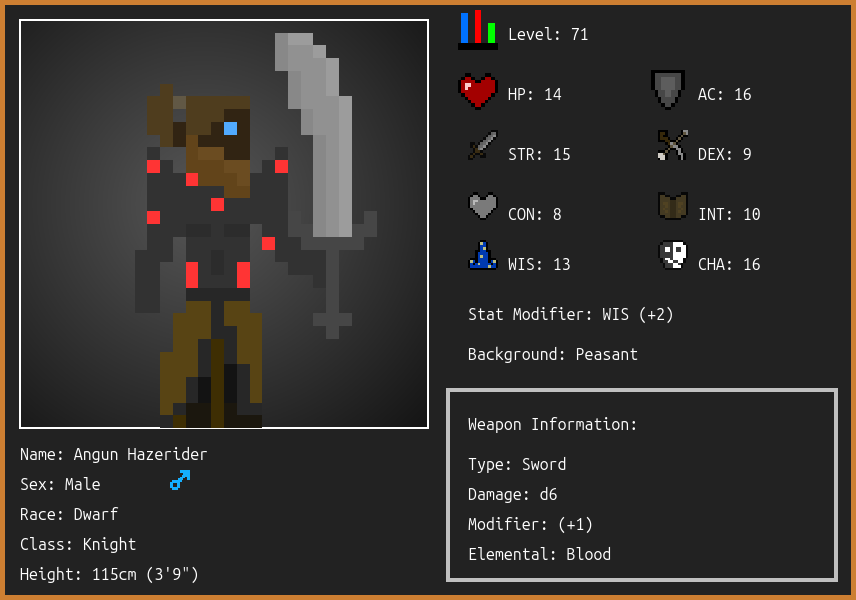 Level: 71
HP: 14
AC: 16
STR: 15
DEX: 9
CON: 8
INT: 10
WIS: 13
CHA: 16
Stat Modifier: WIS (+2)
Background: Peasant
Weapon Information:
Type: Sword
Damage: d6
Modifier: (+1)
Elemental: Blood
Name: Angun Hazerider
Sex: Male
Race: Dwarf
Class: Knight
Height: 115cm (3'9")